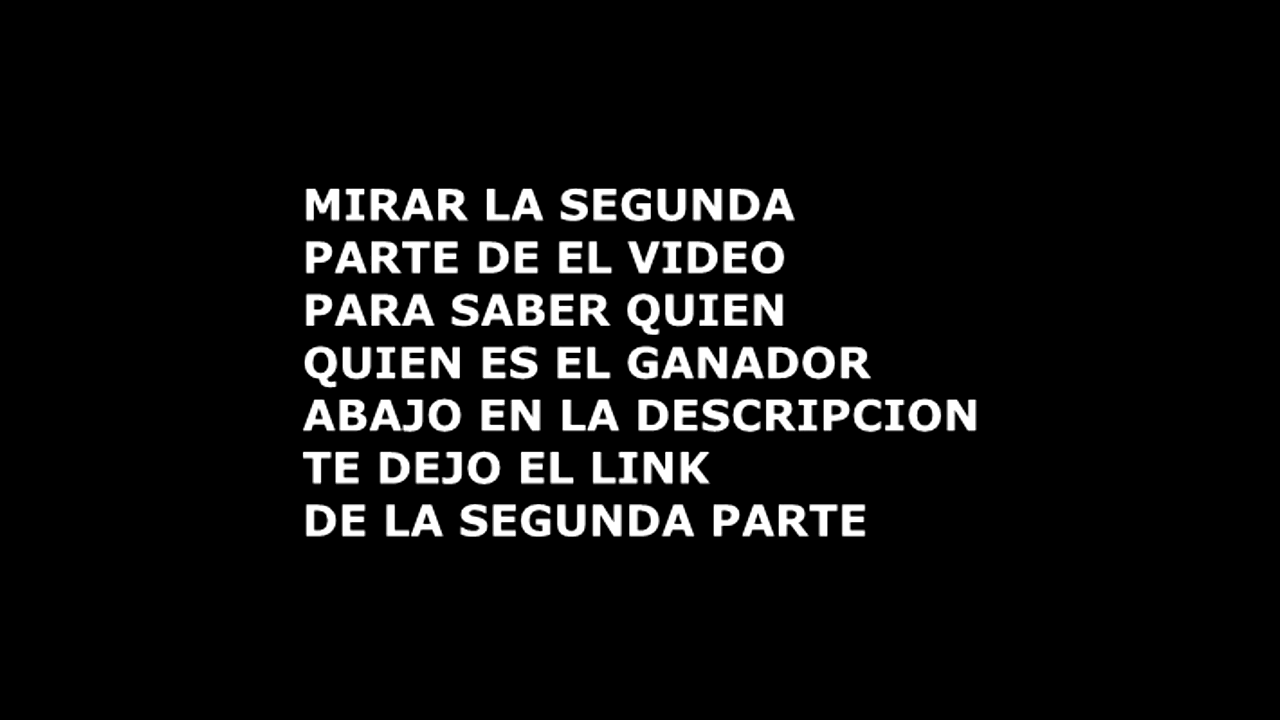 MIRAR LA SEGUNDA
PARTE DE EL VIDEO
PARA SABER QUIEN
QUIEN ES EL GANADOR
ABAJO EN LA DESCRIPCION
TE DEJO EL LINK
DE LA SEGUNDA PARTE